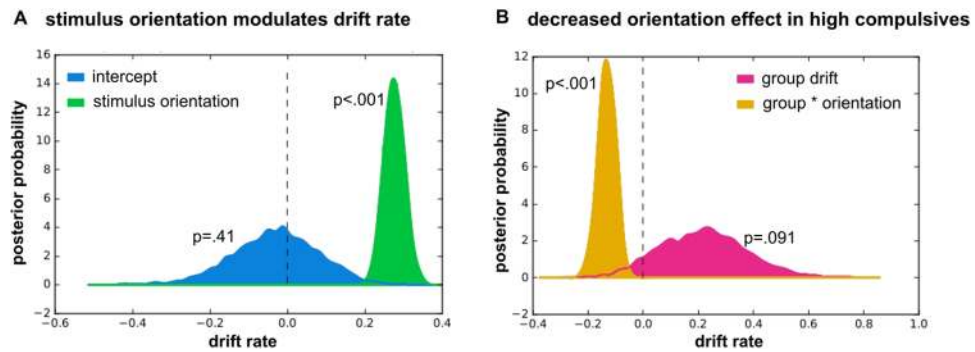 A stimulus orientation modulates drift rate
16
14
12
10
8
6
4
2
0
−2
posterior probability
intercept
stimulus orientation
p<.001
p=.41
−0.6
−0.4
−0.2
0.0
0.2
0.4
drift rate
B decreased orientation effect in high compulsives
12
10
8
6
4
2
0
−2
posterior probability
p<.001
group drift
group * orientation
p=.091
−0.4
−0.2
0.0
0.2
0.4
0.6
0.8
1.0
drift rate